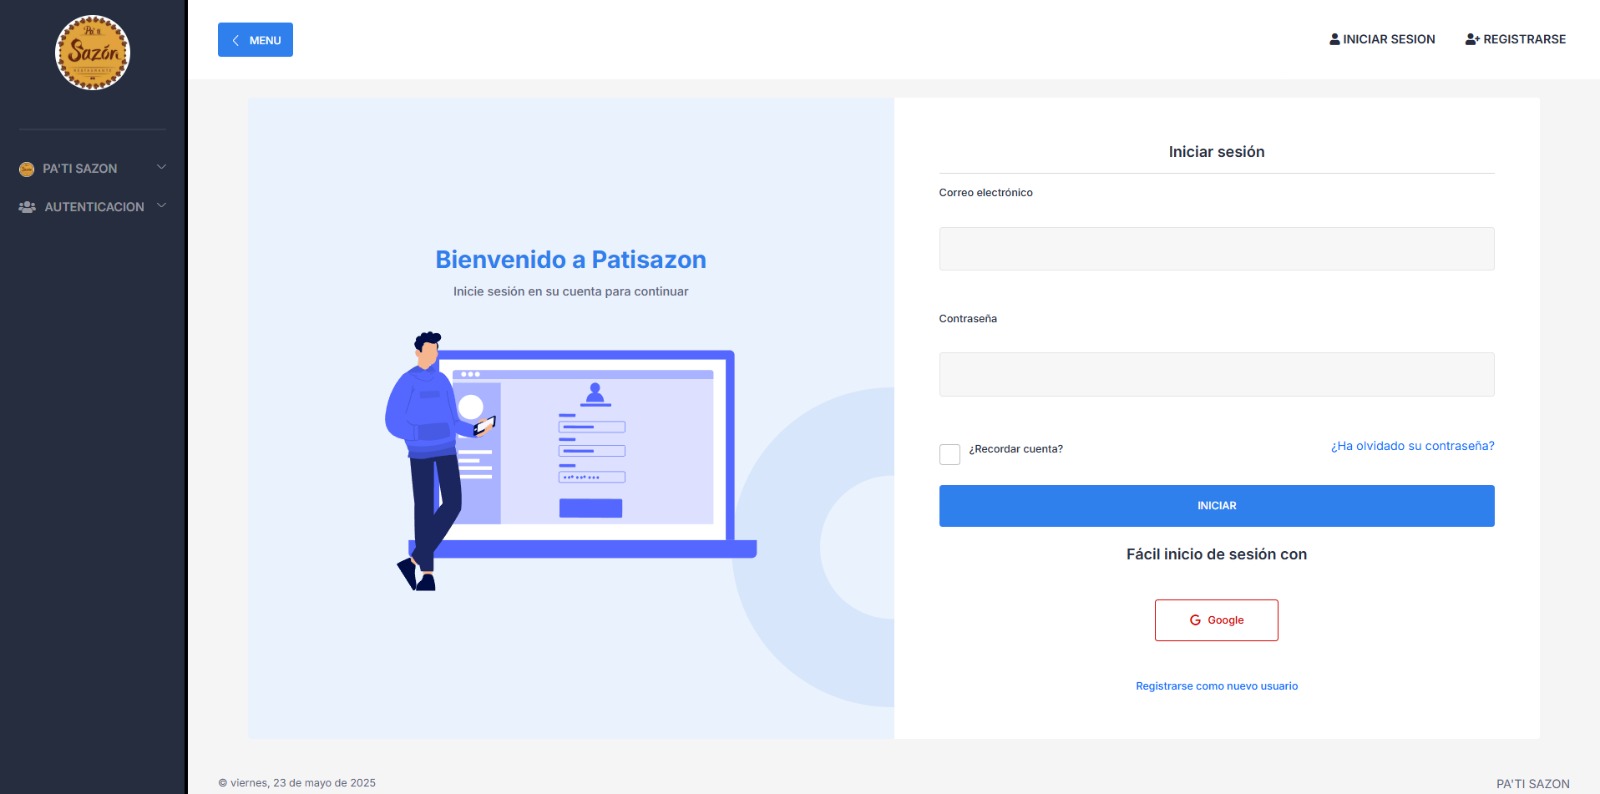 Pa' ti
Sazón
RESTAURANTE
PA'TI SAZON
AUTENTICACION
MENU
INICIAR SESION
REGISTRARSE
Bienvenido a Patisazon
Inicie sesión en su cuenta para continuar
Iniciar sesión
Correo electrónico
Contraseña
¿Recordar cuenta?
¿Ha olvidado su contraseña?
INICIAR
Fácil inicio de sesión con
G Google
Registrarse como nuevo usuario
© viernes, 23 de mayo de 2025
PA'TI SAZON